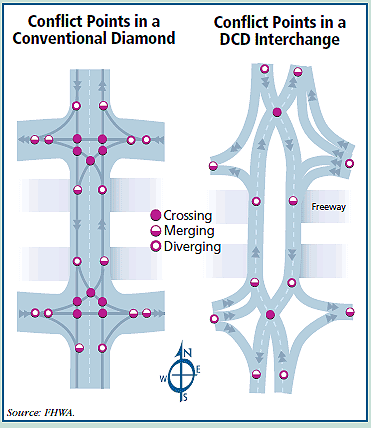 Conflict Points in a
Conventional Diamond
Conflict Points in a
DCD Interchange
Crossing
Merging
Diverging
Freeway
N
W E
S
Source: FHWA.